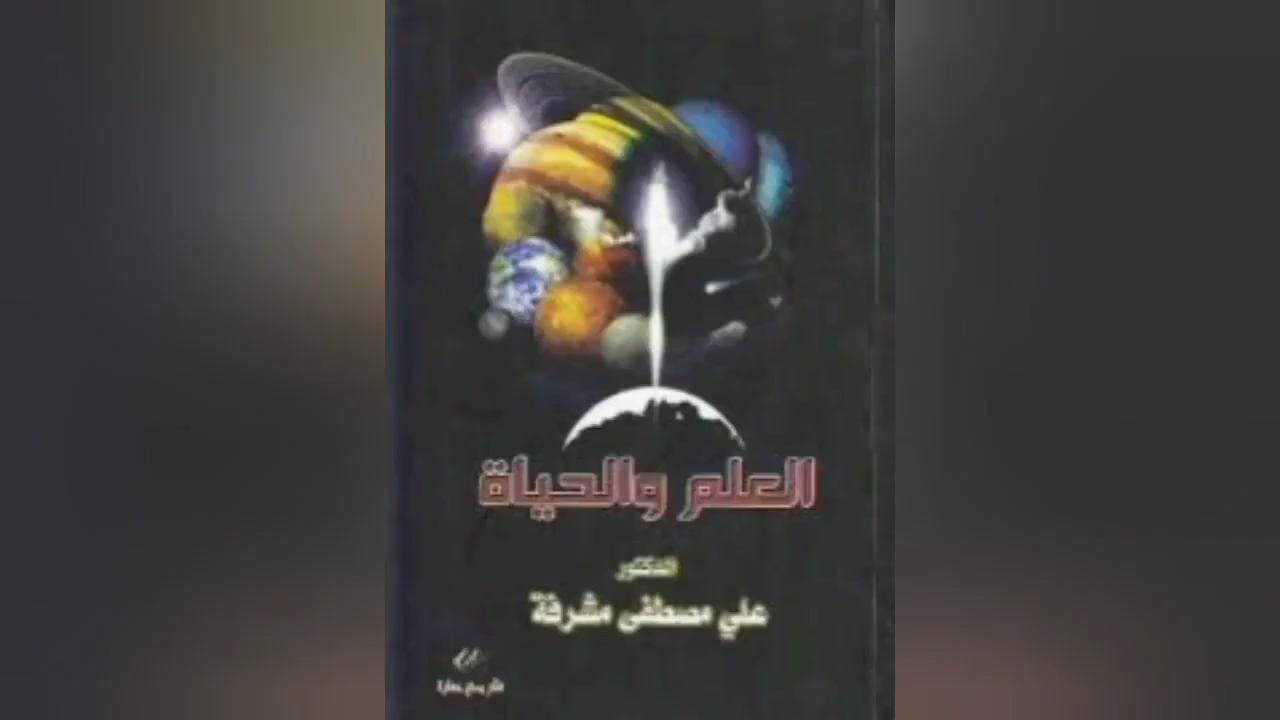 العلم والحياة
الدكتور
علي مصطفى مشرفة